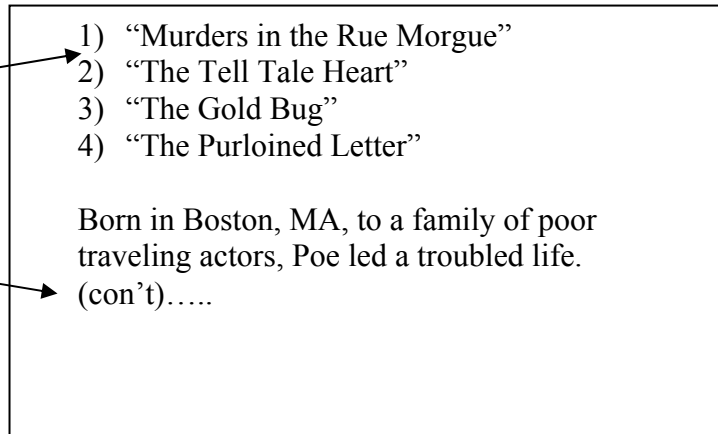 1) “Murders in the Rue Morgue”
2) “The Tell Tale Heart”
3) “The Gold Bug”
4) “The Purloined Letter”
Born in Boston, MA, to a family of poor
traveling actors, Poe led a troubled life.
(con’t)…..